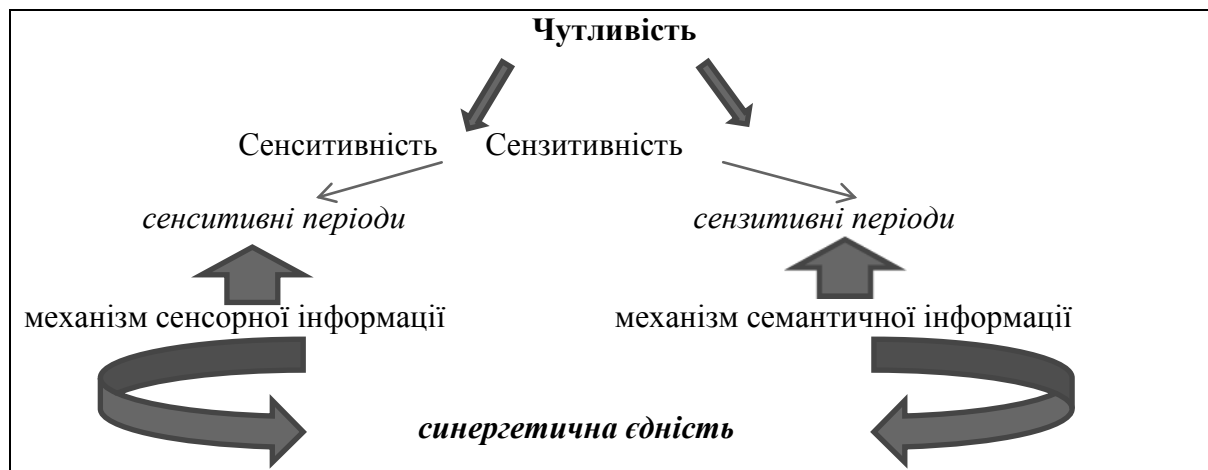 Чутливість
Сенситивність Сензитивність
сенситивні періоди сензитивні періоди
механізм сенсорної інформації механізм семантичної інформації
синергетична єдність